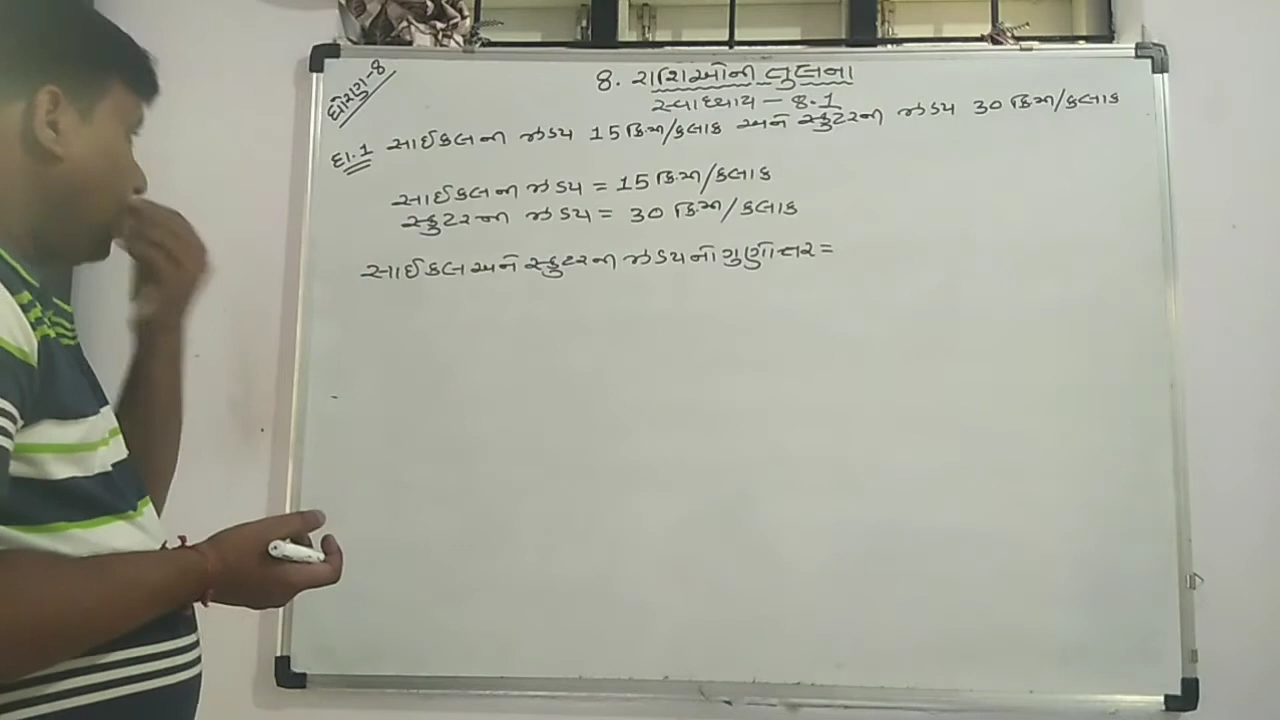 ધોરણ-૪
8. રાશિઓની તુલના
સ્વાધ્યાય - 8.1
દા.1 સાઈકલની ઝડપ 15 કિમી/કલાક અને સ્કુટરની ઝડપ 30 કિમી/કલાક
સાઈકલની ઝડપ = 15 કિમી/કલાક
સ્કુટરની ઝડપ = 30 કિમી/કલાક
સાઈકલ અને સ્કુટરની ઝડપનો ગુણોત્તર =